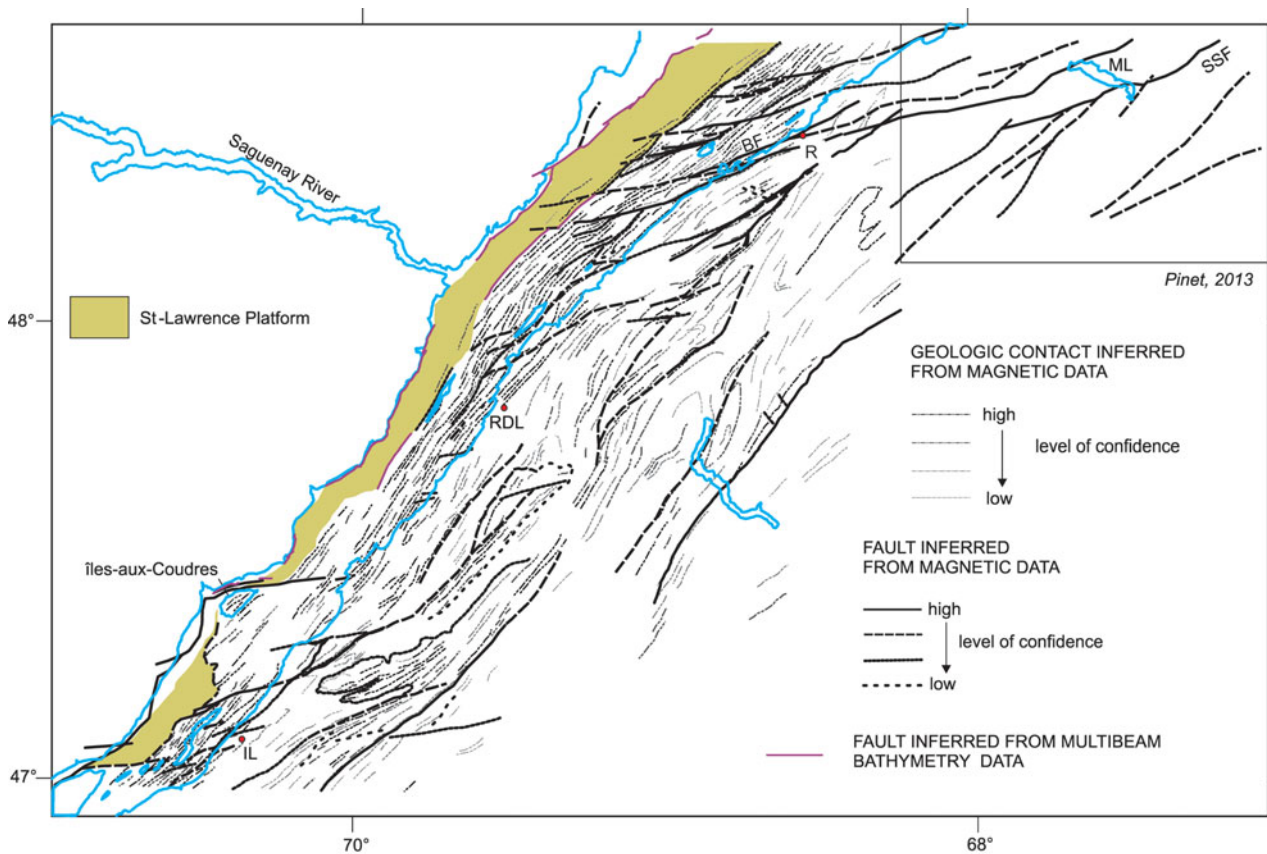 ML
SSF
BF
R
Saguenay River
Pinet, 2013
48°
St-Lawrence Platform
GEOLOGIC CONTACT INFERRED
FROM MAGNETIC DATA
high
level of confidence
low
RDL
îles-aux-Coudres
FAULT INFERRED
FROM MAGNETIC DATA
high
level of confidence
low
IL
FAULT INFERRED FROM MULTIBEAM
BATHYMETRY DATA
47°
70°
68°